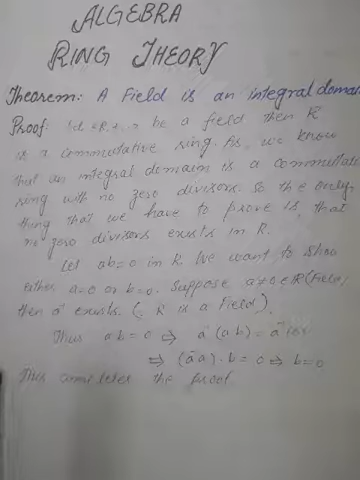 ALGEBRA
RING THEORY
Theorem: A Field is an integral domain
Proof: Let <R, +, .> be a field then R
is a commutative ring. As, we know
that an integral domain is a commutative
ring with no zero divisors. So the only
thing that we have to prove is, that
no zero divisors exists in R.
Let ab=0 in R. We want to show
either a=0 or b=0. Suppose a≠0 ∈ R (Field)
then a⁻¹ exists. (∵ R is a Field).
Thus ab=0 ⇒ a⁻¹(ab) = a⁻¹
⇒ (a⁻¹a).b = 0 ⇒ b=0
This completes the proof